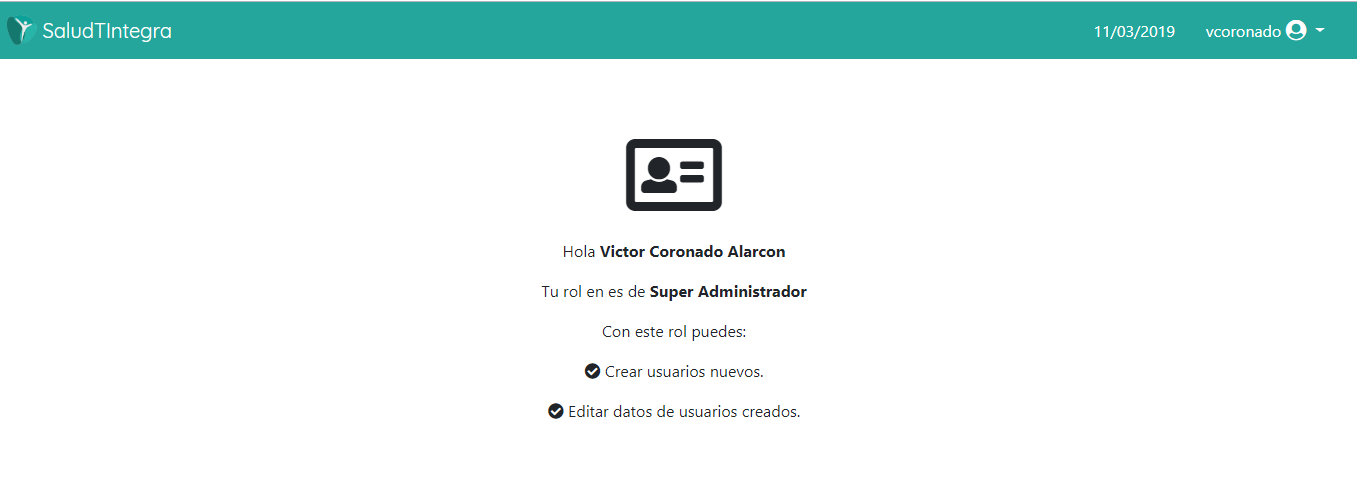 SaludTIntegra 11/03/2019 vcoronado
Hola Victor Coronado Alarcon
Tu rol en es de Super Administrador
Con este rol puedes:
Crear usuarios nuevos.
Editar datos de usuarios creados.